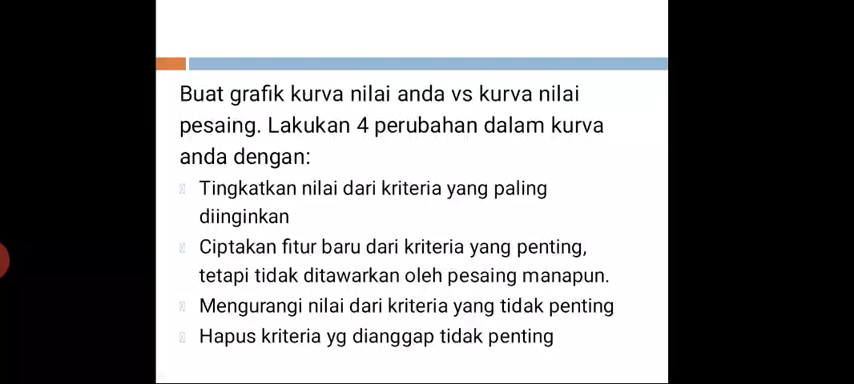 Buat grafik kurva nilai anda vs kurva nilai
pesaing. Lakukan 4 perubahan dalam kurva
anda dengan:
Tingkatkan nilai dari kriteria yang paling
diinginkan
Ciptakan fitur baru dari kriteria yang penting,
tetapi tidak ditawarkan oleh pesaing manapun.
Mengurangi nilai dari kriteria yang tidak penting
Hapus kriteria yg dianggap tidak penting